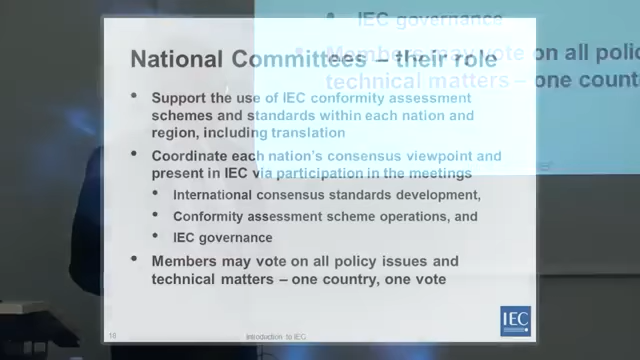 IEC governance
Members may vote on all polic
technical matters – one count
National Committees – their role
• Support the use of IEC conformity assessment
schemes and standards within each nation and
region, including translation
• Coordinate each nation's consensus viewpoint and
present in IEC via participation in the meetings
• International consensus standards development,
• Conformity assessment scheme operations, and
• IEC governance
• Members may vote on all policy issues and
technical matters – one country, one vote
18
Introduction to IEC
IEC